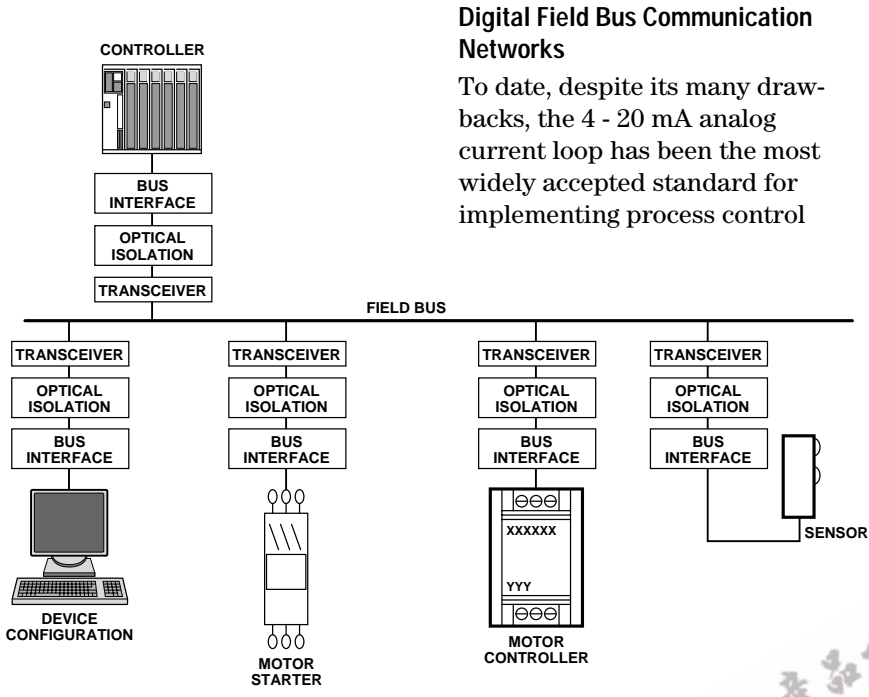 Digital Field Bus Communication
Networks
To date, despite its many draw-
backs, the 4 - 20 mA analog
current loop has been the most
widely accepted standard for
implementing process control
CONTROLLER
BUS
INTERFACE
OPTICAL
ISOLATION
TRANSCEIVER
FIELD BUS
TRANSCEIVER
OPTICAL
ISOLATION
BUS
INTERFACE
DEVICE
CONFIGURATION
TRANSCEIVER
OPTICAL
ISOLATION
BUS
INTERFACE
MOTOR
STARTER
TRANSCEIVER
OPTICAL
ISOLATION
BUS
INTERFACE
XXXXXX
YYY
MOTOR
CONTROLLER
TRANSCEIVER
OPTICAL
ISOLATION
BUS
INTERFACE
SENSOR